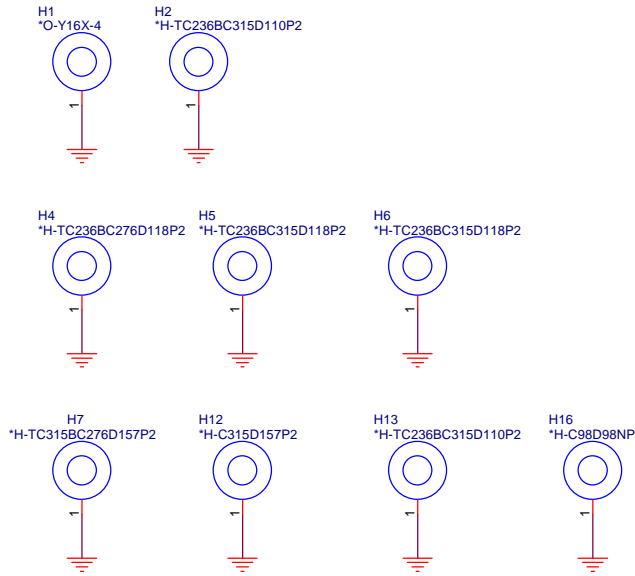 H1
*O-Y16X-4
H2
*H-TC236BC315D110P2
1
1
H4
*H-TC236BC276D118P2
H5
*H-TC236BC315D118P2
H6
*H-TC236BC315D118P2
1
1
1
H7
*H-TC315BC276D157P2
H12
*H-C315D157P2
H13
*H-TC236BC315D110P2
H16
*H-C98D98NP
1
1
1
1